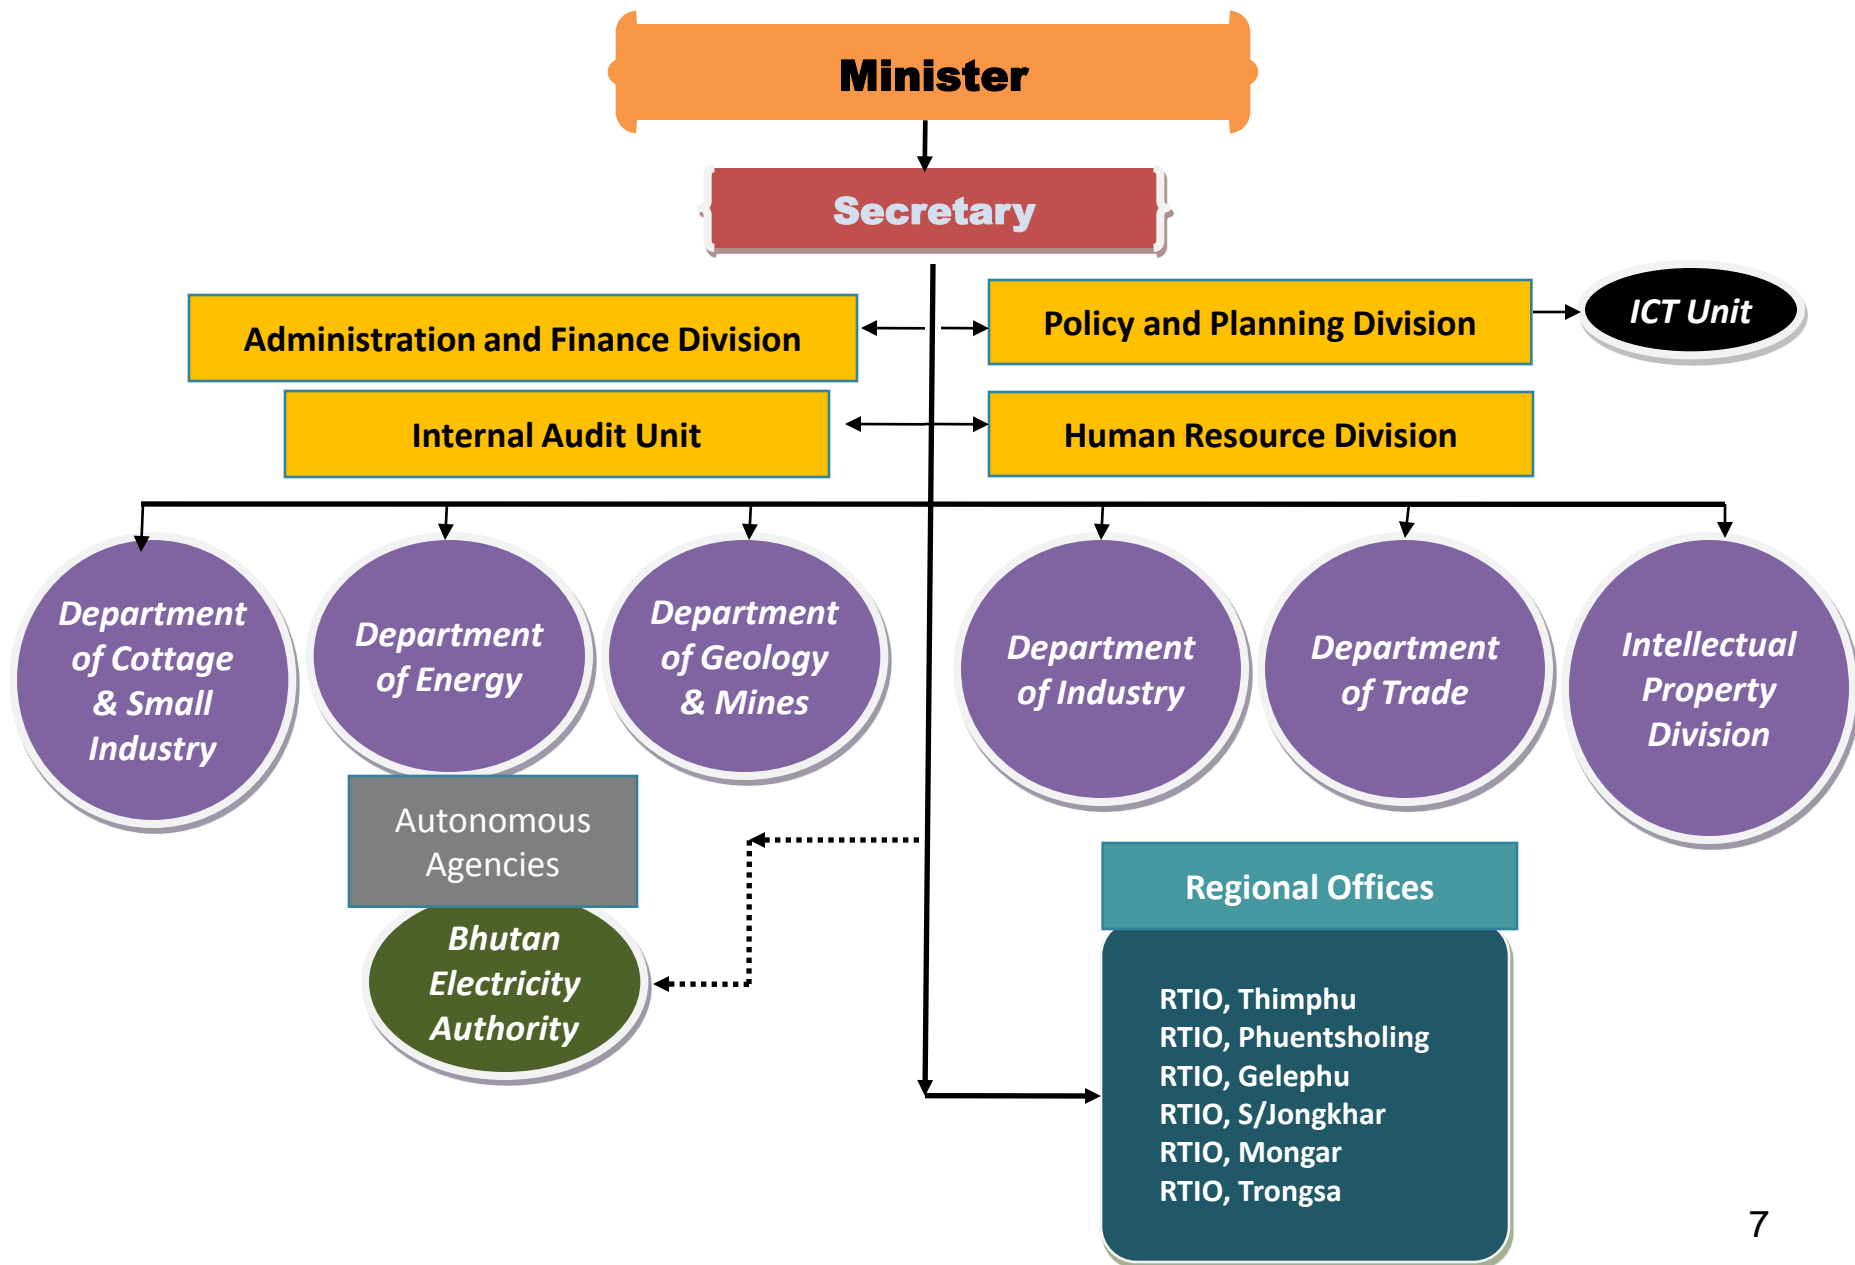 Minister
Secretary
Administration and Finance Division
Policy and Planning Division
ICT Unit
Internal Audit Unit
Human Resource Division
Department
of Cottage
& Small
Industry
Department
of Energy
Department
of Geology
& Mines
Department
of Industry
Department
of Trade
Intellectual
Property
Division
Autonomous
Agencies
Bhutan
Electricity
Authority
Regional Offices
RTIO, Thimphu
RTIO, Phuentsholing
RTIO, Gelephu
RTIO, S/Jongkhar
RTIO, Mongar
RTIO, Trongsa
7